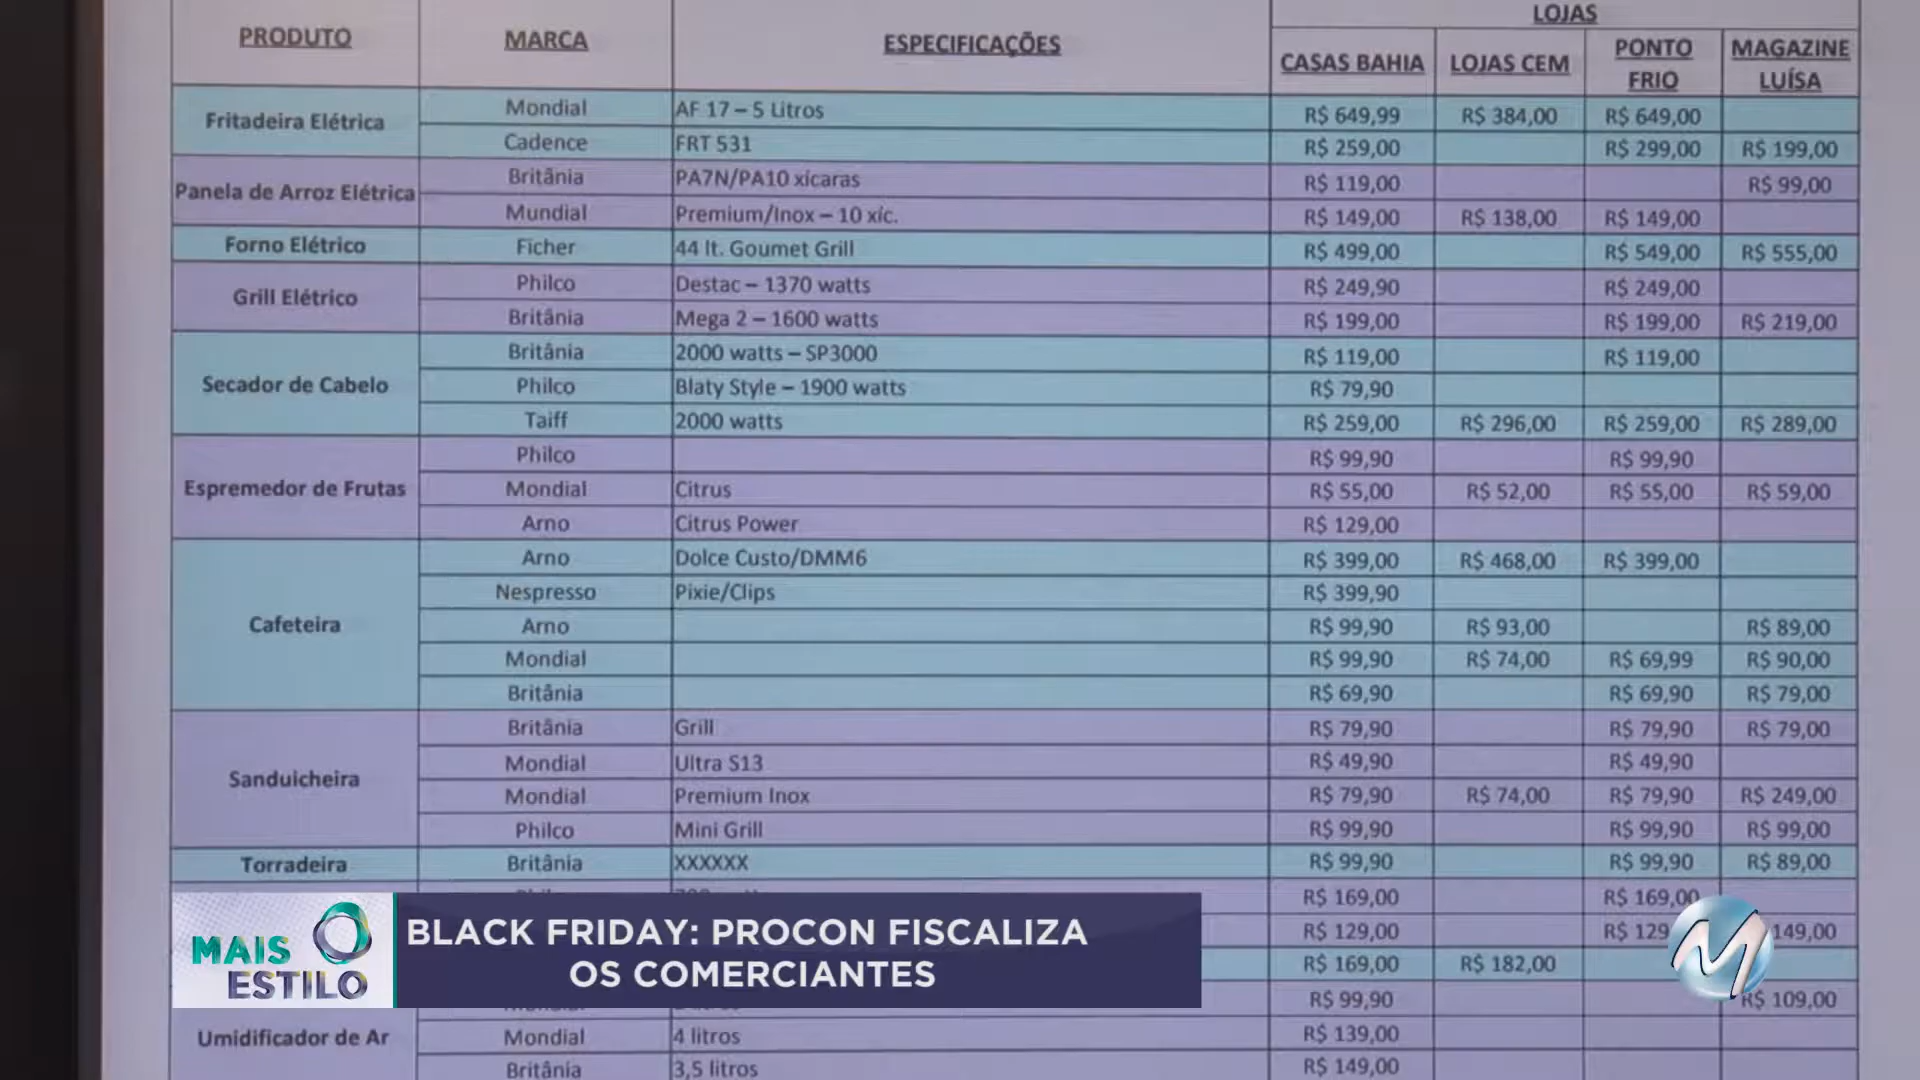 LOJAS
PRODUTO MARCA ESPECIFICAÇÕES CASAS BAHIA LOJAS CEM PONTO FRIO MAGAZINE LUÍSA
Fritadeira Elétrica Mondial AF 17 – 5 Litros R$ 649,99 R$ 384,00 R$ 649,00
Cadence FRT 531 R$ 259,00 R$ 299,00 R$ 199,00
Panela de Arroz Elétrica Britânia PA7N/PA10 xícaras R$ 119,00 R$ 99,00
Mundial Premium/Inox – 10 xíc. R$ 149,00 R$ 138,00 R$ 149,00
Forno Elétrico Ficher 44 lt. Goumet Grill R$ 499,00 R$ 549,00 R$ 555,00
Grill Elétrico Philco Destac – 1370 watts R$ 249,90 R$ 249,00
Britânia Mega 2 – 1600 watts R$ 199,00 R$ 199,00 R$ 219,00
Secador de Cabelo Britânia 2000 watts – SP3000 R$ 119,00 R$ 119,00
Philco Blaty Style – 1900 watts R$ 79,90
Taiff 2000 watts R$ 259,00 R$ 296,00 R$ 259,00 R$ 289,00
Espremedor de Frutas Philco R$ 99,90 R$ 99,90
Mondial Citrus R$ 55,00 R$ 52,00 R$ 55,00 R$ 59,00
Arno Citrus Power R$ 129,00
Cafeteira Arno Dolce Custo/DMM6 R$ 399,00 R$ 468,00 R$ 399,00
Nespresso Pixie/Clips R$ 399,90
Arno R$ 99,90 R$ 93,00 R$ 89,00
Mondial R$ 99,90 R$ 74,00 R$ 69,99 R$ 90,00
Britânia R$ 69,90 R$ 69,90 R$ 79,00
Sanduicheira Britânia Grill R$ 79,90 R$ 79,90 R$ 79,00
Mondial Ultra S13 R$ 49,90 R$ 49,90
Mondial Premium Inox R$ 79,90 R$ 74,00 R$ 79,90 R$ 249,00
Philco Mini Grill R$ 99,90 R$ 99,90 R$ 99,00
Torradeira Britânia XXXXXX R$ 99,90 R$ 99,90 R$ 89,00
R$ 169,00 R$ 169,00
R$ 129,00 R$ 129 149,00
R$ 169,00 R$ 182,00
R$ 99,90 R$ 109,00
Umidificador de Ar Mondial 4 litros R$ 139,00
Britânia 3,5 litros R$ 149,00
MAIS ESTILO
BLACK FRIDAY: PROCON FISCALIZA
OS COMERCIANTES
M